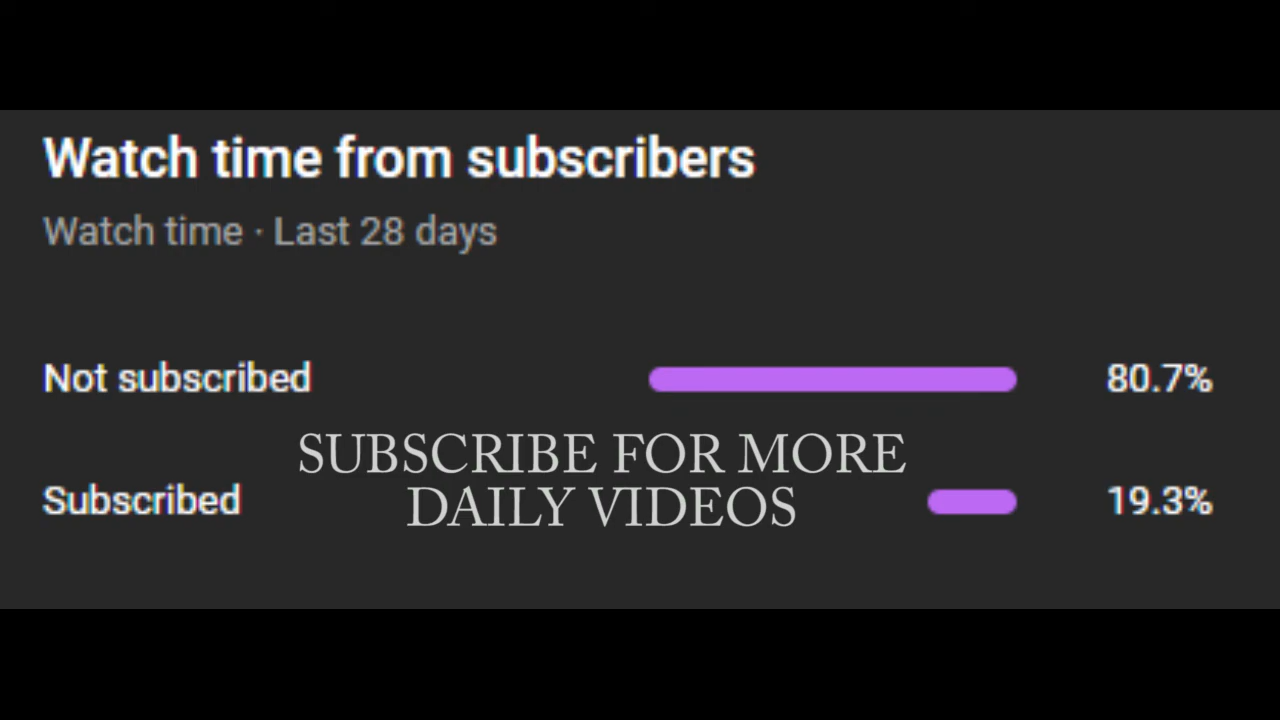 Watch time from subscribers
Watch time · Last 28 days
Not subscribed 80.7%
SUBSCRIBE FOR MORE
DAILY VIDEOS
Subscribed 19.3%